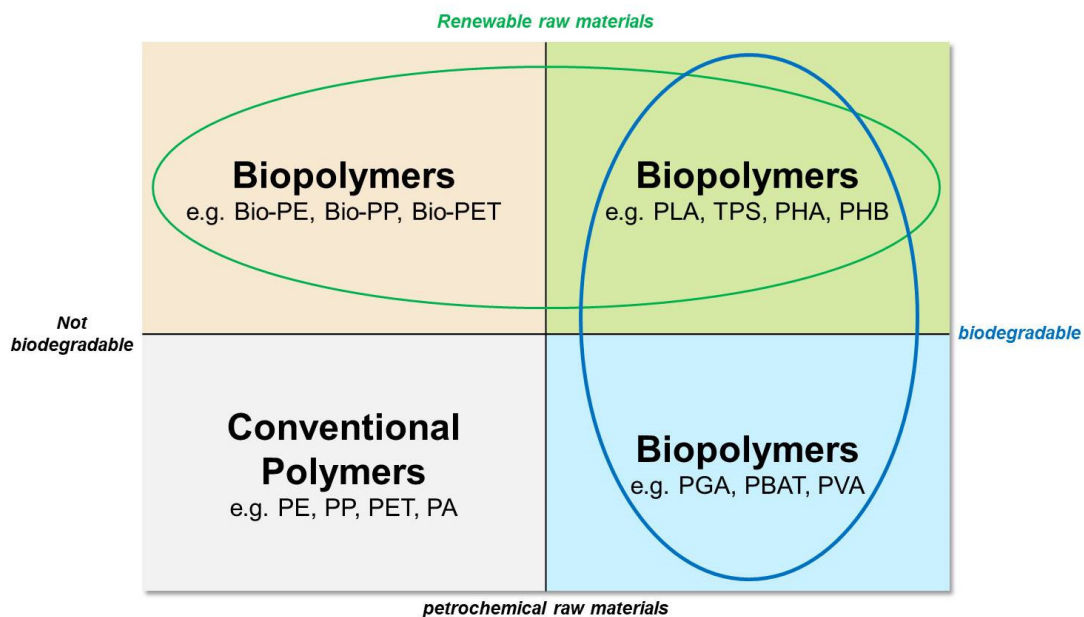 Renewable raw materials
Biopolymers
e.g. Bio-PE, Bio-PP, Bio-PET
Biopolymers
e.g. PLA, TPS, PHA, PHB
Not
biodegradable
biodegradable
Conventional
Polymers
e.g. PE, PP, PET, PA
Biopolymers
e.g. PGA, PBAT, PVA
petrochemical raw materials